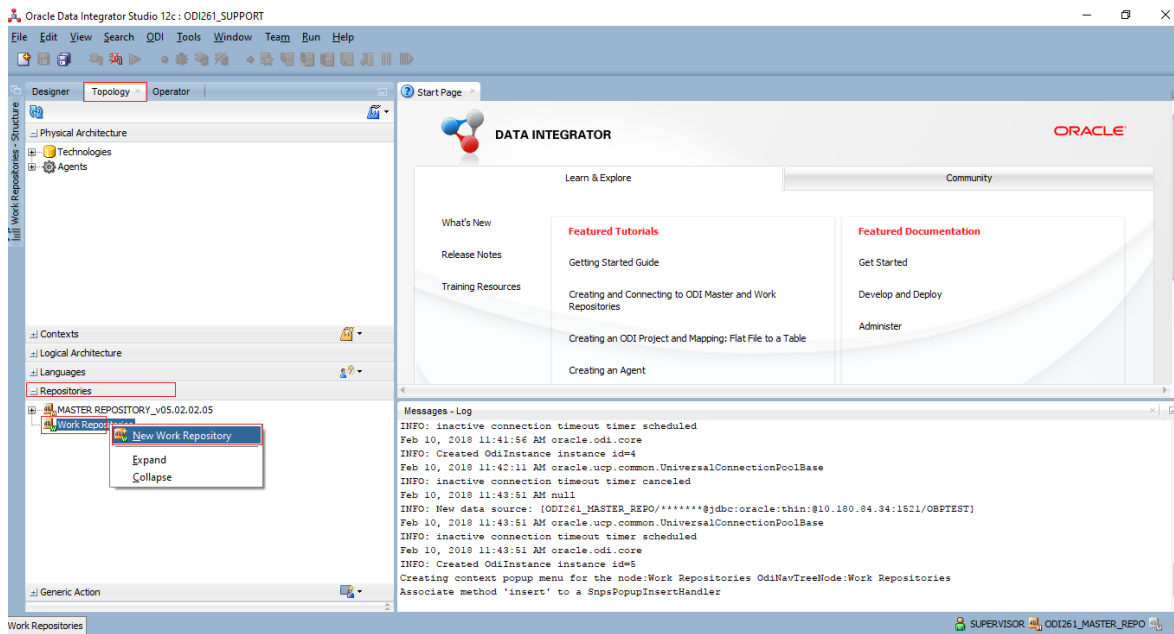 Oracle Data Integrator Studio 12c : ODI261_SUPPORT
File Edit View Search ODI Tools Window Team Run Help
Work Repositories - Structure
Designer Topology Operator
Physical Architecture
Technologies
Agents
Contexts
Logical Architecture
Languages
Repositories
MASTER REPOSITORY_v05.02.02.05
Work Repositories
New Work Repository
Expand
Collapse
Generic Action
Start Page
DATA INTEGRATOR
ORACLE
Learn & Explore
Community
What's New
Release Notes
Training Resources
Featured Tutorials
Getting Started Guide
Creating and Connecting to ODI Master and Work
Repositories
Creating an ODI Project and Mapping: Flat File to a Table
Creating an Agent
Featured Documentation
Get Started
Develop and Deploy
Administer
Messages - Log
INFO: inactive connection timeout timer scheduled
Feb 10, 2018 11:41:56 AM oracle.odi.core
INFO: Created OdiInstance instance id=4
Feb 10, 2018 11:42:11 AM oracle.ucp.common.UniversalConnectionPoolBase
INFO: inactive connection timeout timer canceled
Feb 10, 2018 11:43:51 AM null
INFO: New data source: [ODI261_MASTER_REPO/*******@jdbc:oracle:thin:@10.180.84.34:1521/OBPTEST]
Feb 10, 2018 11:43:51 AM oracle.ucp.common.UniversalConnectionPoolBase
INFO: inactive connection timeout timer scheduled
Feb 10, 2018 11:43:51 AM oracle.odi.core
INFO: Created OdiInstance instance id=5
Creating context popup menu for the node:Work Repositories OdiNavTreeNode:Work Repositories
Associate method 'insert' to a SnpsPopupInsertHandler
Work Repositories
SUPERVISOR ODI261_MASTER_REPO